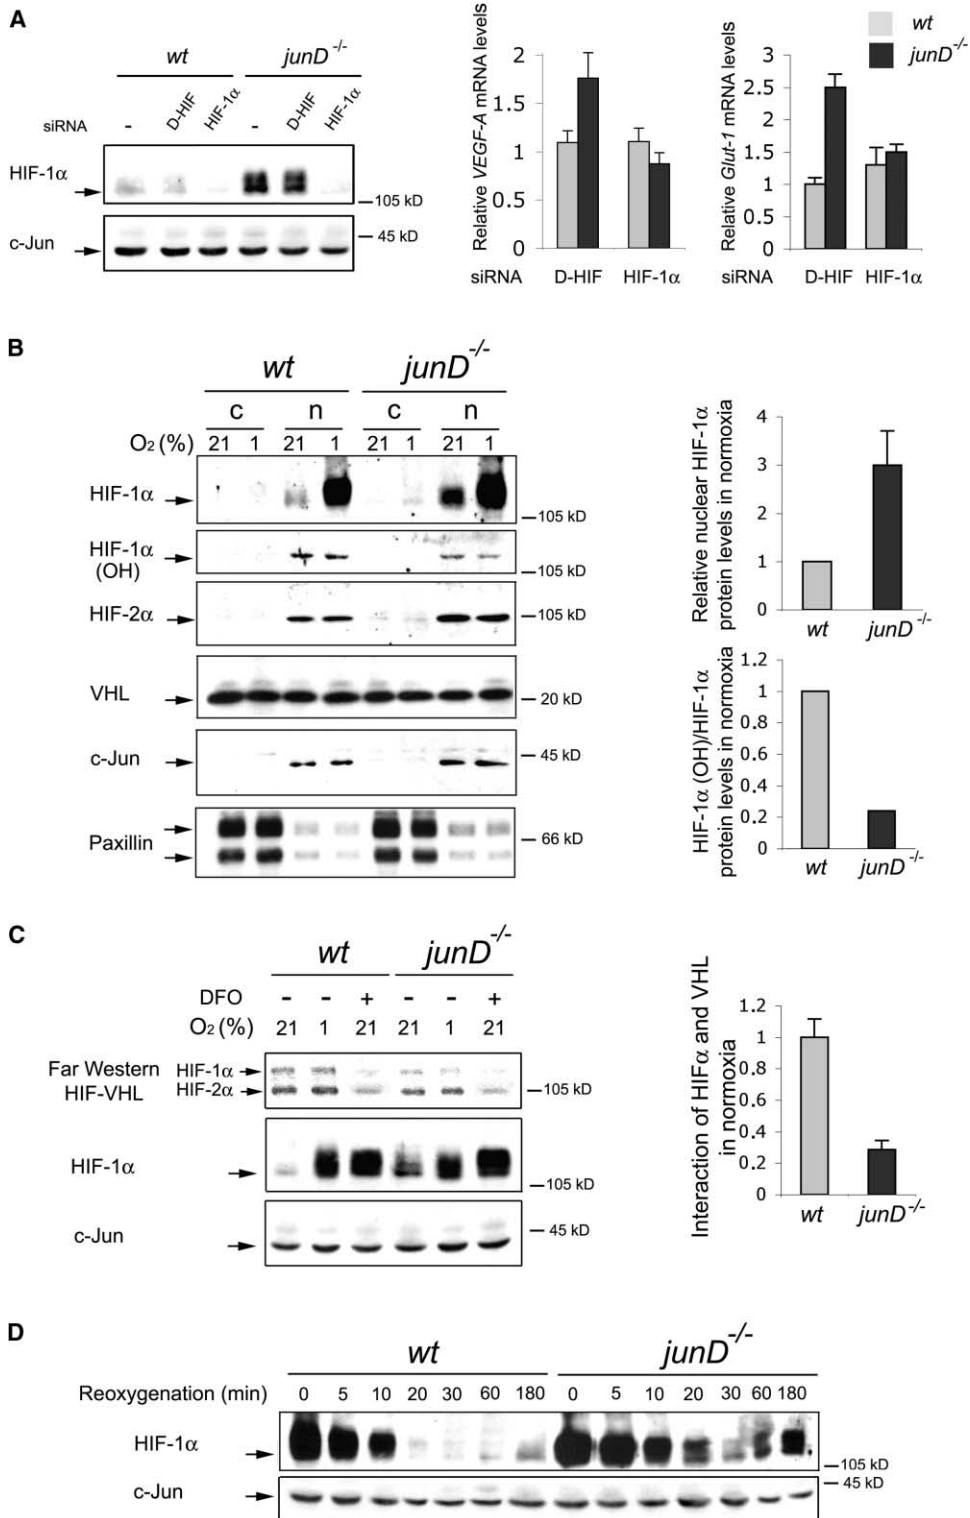 A
wt
junD -/-
siRNA
-
D-HIF
HIF-1α
-
D-HIF
HIF-1α
HIF-1α
105 kD
c-Jun
45 kD
Relative VEGF-A mRNA levels
2
1.5
1
0.5
0
siRNA D-HIF HIF-1α
Relative Glut-1 mRNA levels
3
2.5
2
1.5
1
0.5
0
siRNA D-HIF HIF-1α
wt
junD-/-
B
wt
junD-/-
c n c n
O2 (%) 21 1 21 1 21 1 21 1
HIF-1α
105 kD
HIF-1α
(OH)
105 kD
HIF-2α
105 kD
VHL
20 kD
c-Jun
45 kD
Paxillin
66 kD
Relative nuclear HIF-1α
protein levels in normoxia
4
3
2
1
0
wt junD-/-
HIF-1α (OH)/HIF-1α
protein levels in normoxia
1.2
1
0.8
0.6
0.4
0.2
0
wt junD-/-
C
wt
junD-/-
DFO - - + - - +
O2 (%) 21 1 21 21 1 21
Far Western
HIF-VHL
HIF-1α
HIF-2α
105 kD
HIF-1α
105 kD
c-Jun
45 kD
Interaction of HIFα and VHL
in normoxia
1.2
1
0.8
0.6
0.4
0.2
0
wt junD-/-
D
wt
junD-/-
Reoxygenation (min) 0 5 10 20 30 60 180 0 5 10 20 30 60 180
HIF-1α
105 kD
c-Jun
45 kD